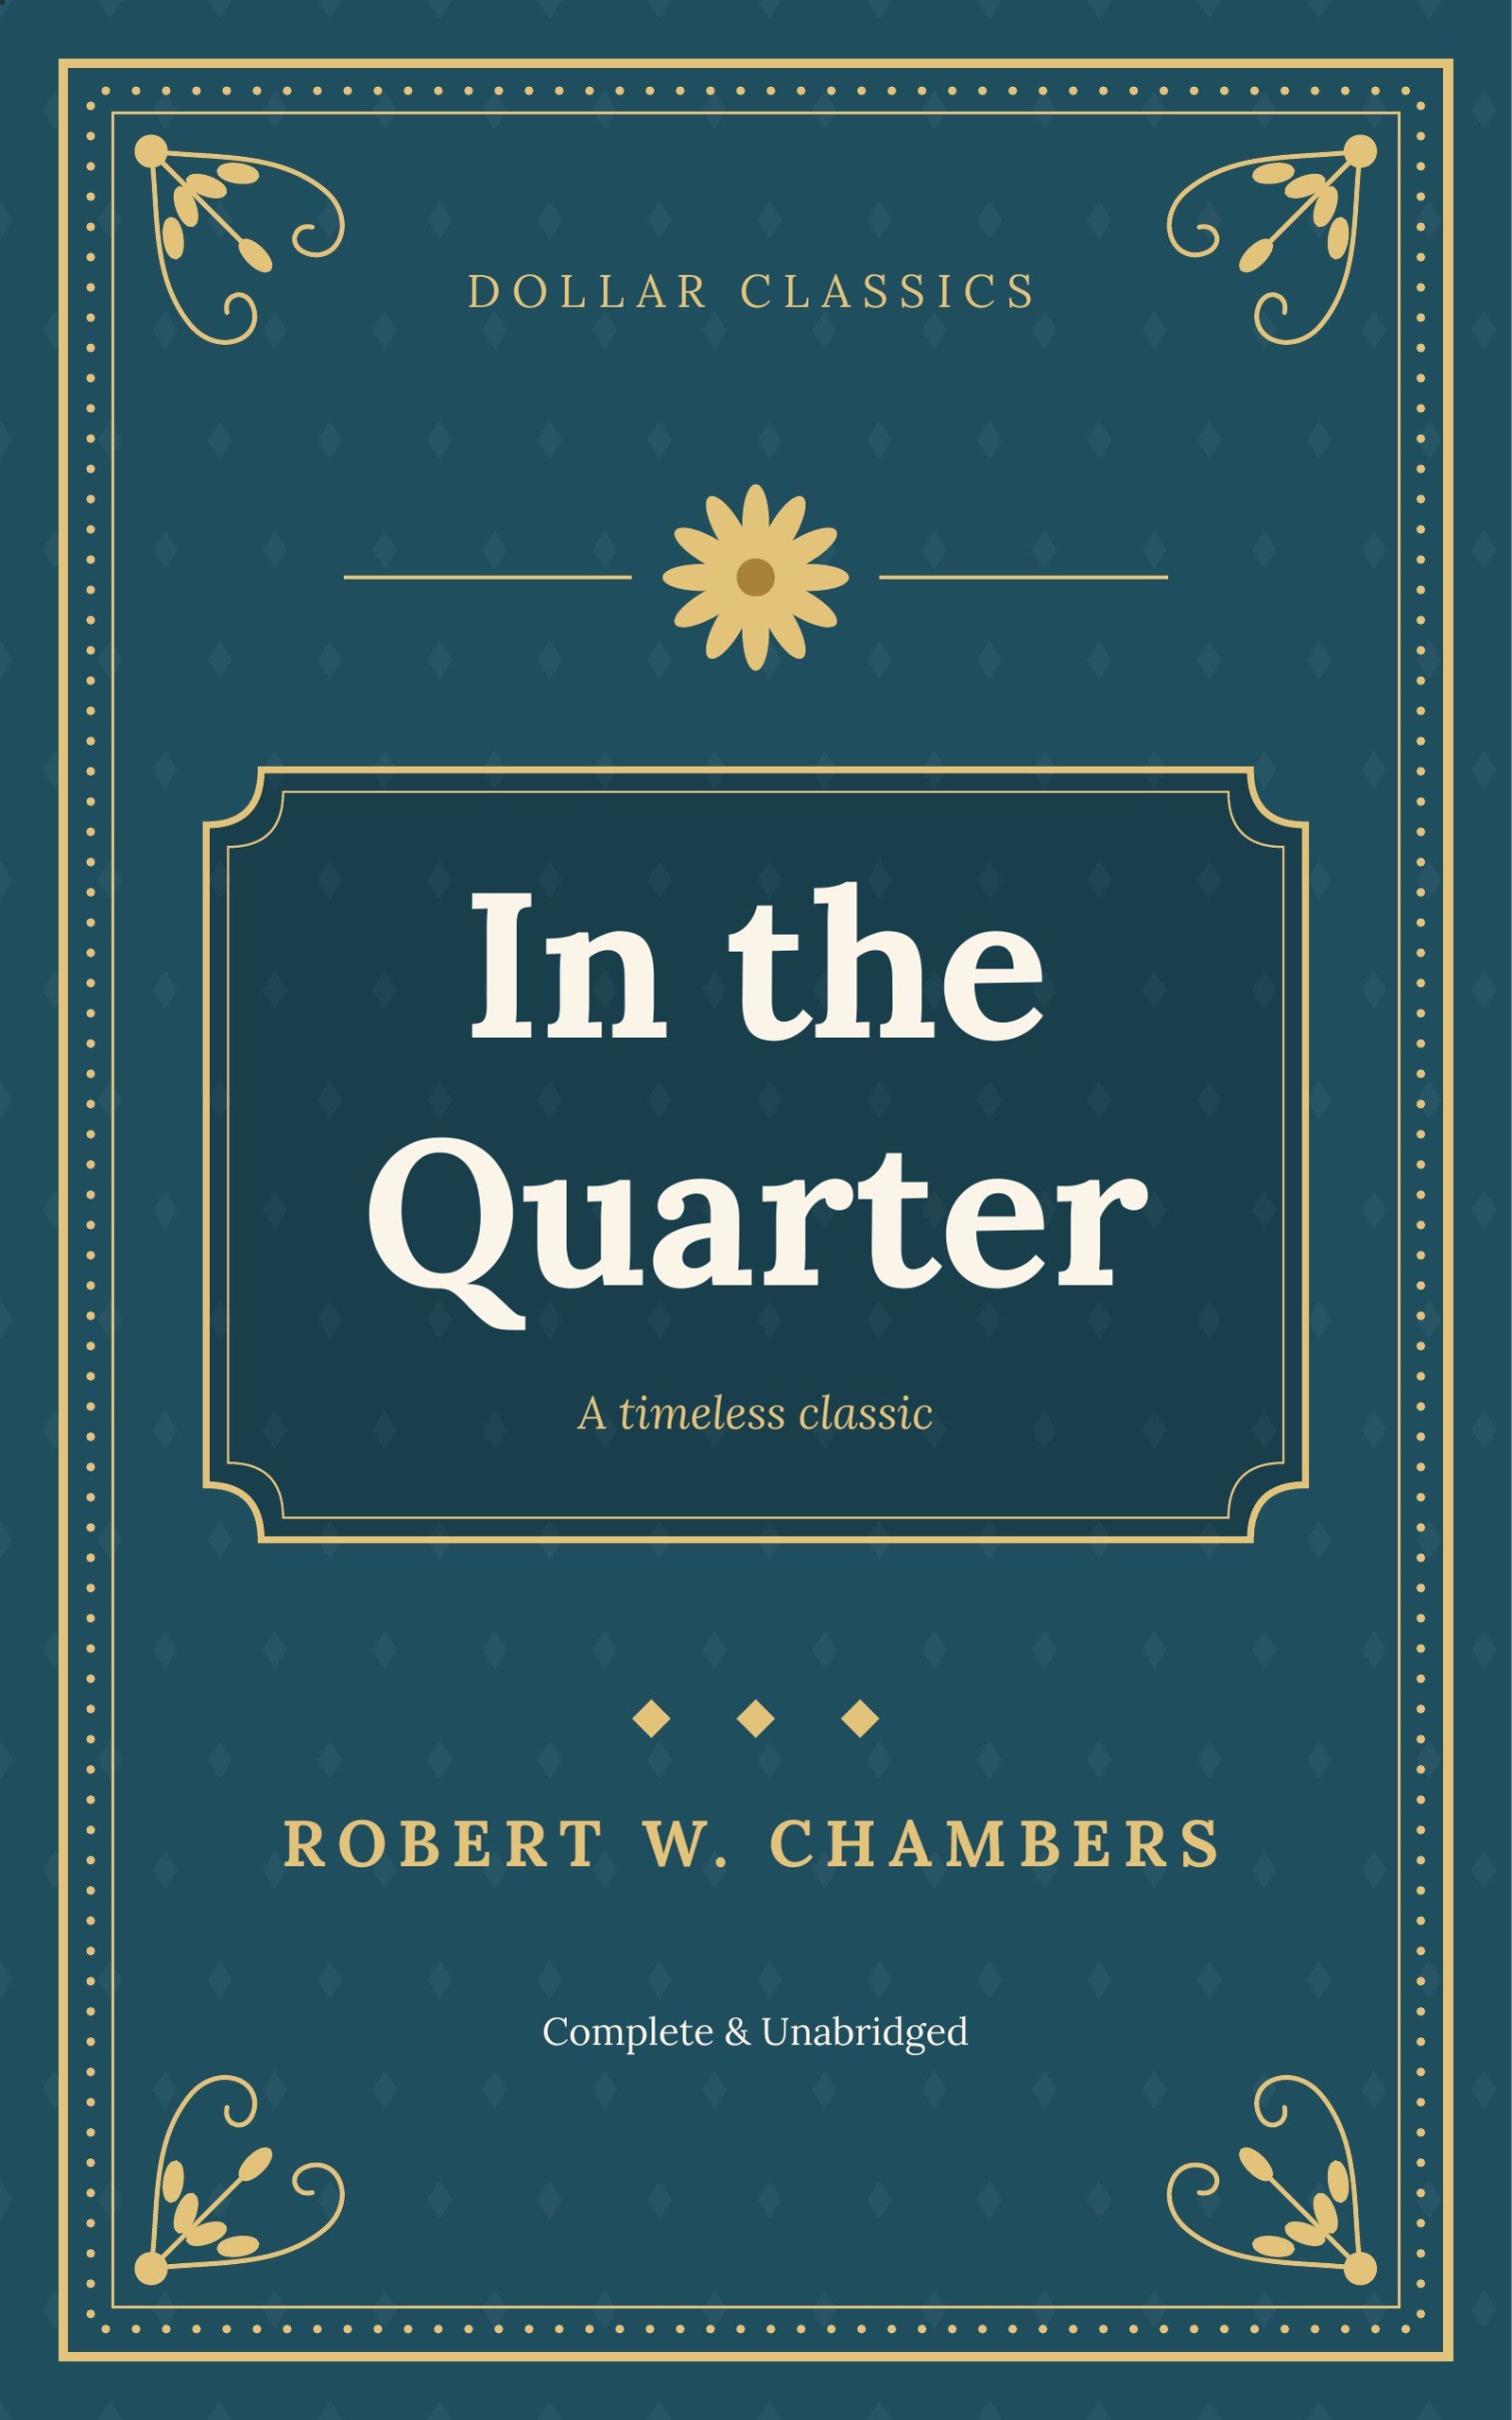 DOLLAR CLASSICS
In the
Quarter
A timeless classic
ROBERT W. CHAMBERS
Complete & Unabridged